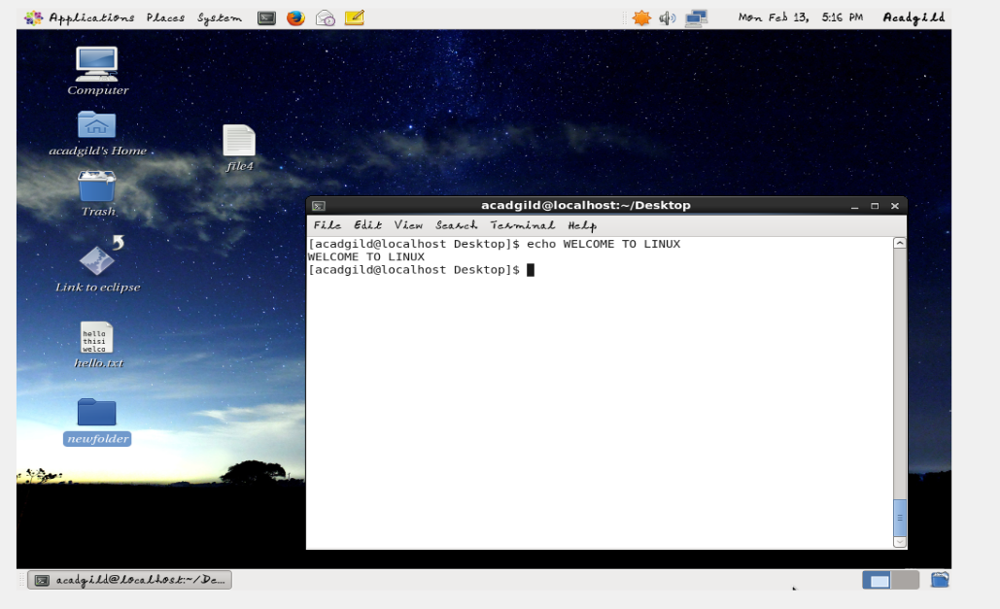 Applications Places System Mon Feb 13, 5:16 PM Acadgild
Computer
acadgild's Home
file4
Trash
Link to eclipse
hello
thisi
welco
hello.txt
newfolder
acadgild@localhost:~/Desktop
File Edit View Search Terminal Help
[acadgild@localhost Desktop]$ echo WELCOME TO LINUX
WELCOME TO LINUX
[acadgild@localhost Desktop]$
acadgild@localhost:~/De...